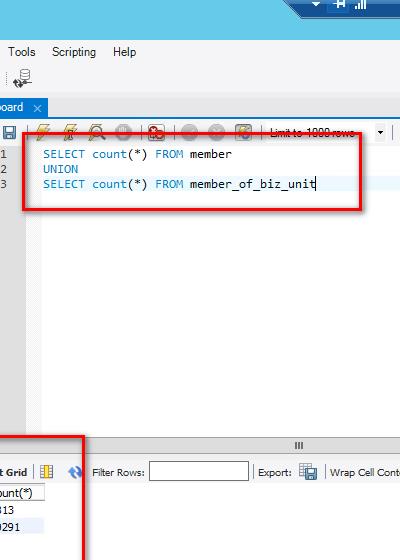 Tools Scripting Help
board ×
Limit to 1000 rows
1 SELECT count(*) FROM member
2 UNION
3 SELECT count(*) FROM member_of_biz_unit
t Grid Filter Rows: Export: Wrap Cell Conte
ount(*)
313
0291